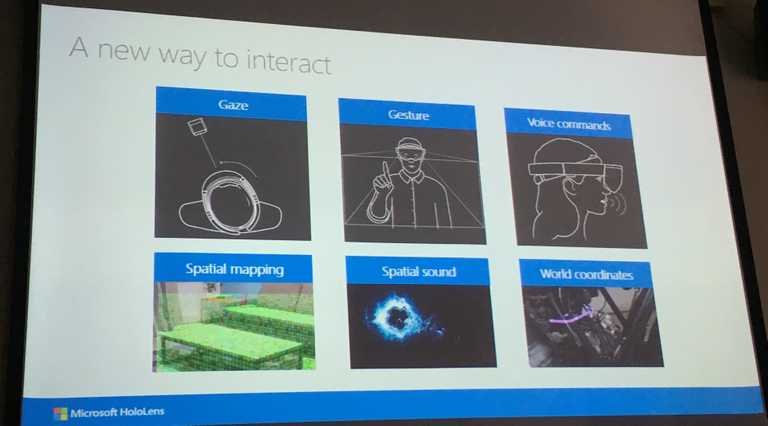 A new way to interact
Gaze
Gesture
Voice commands
Spatial mapping
Spatial sound
World coordinates
Microsoft HoloLens